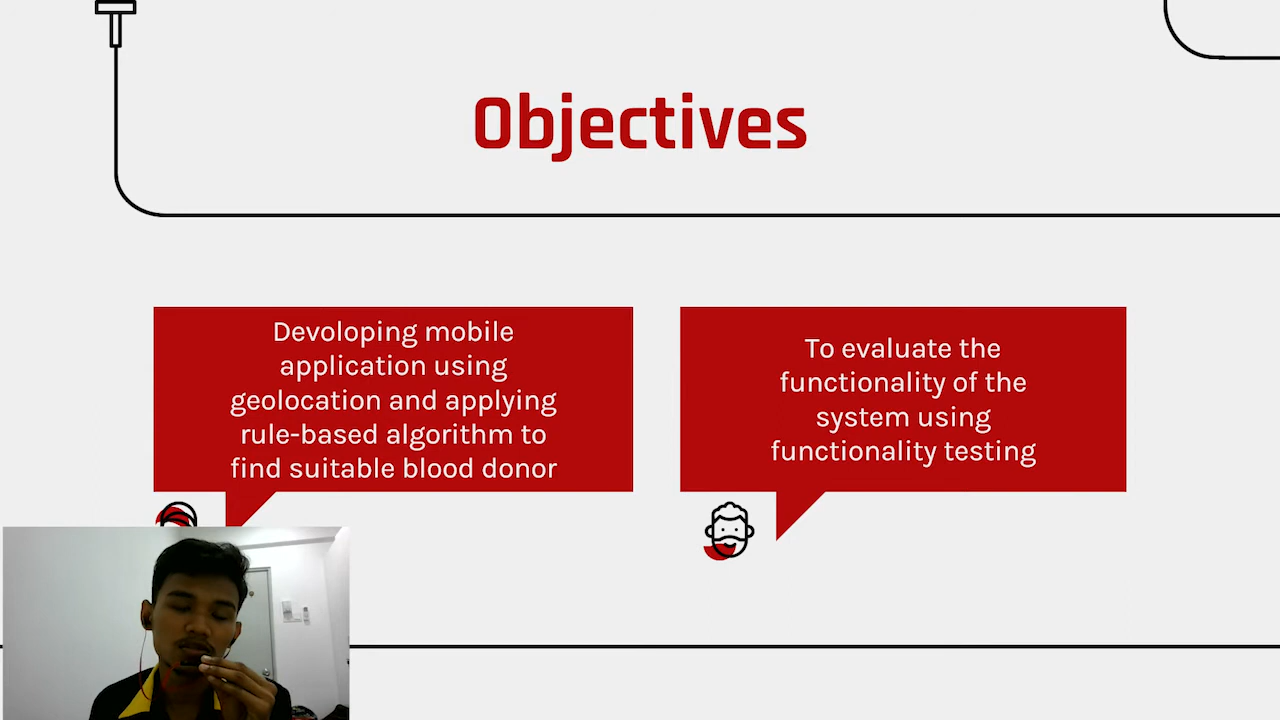 Objectives
Devoloping mobile
application using
geolocation and applying
rule-based algorithm to
find suitable blood donor
To evaluate the
functionality of the
system using
functionality testing